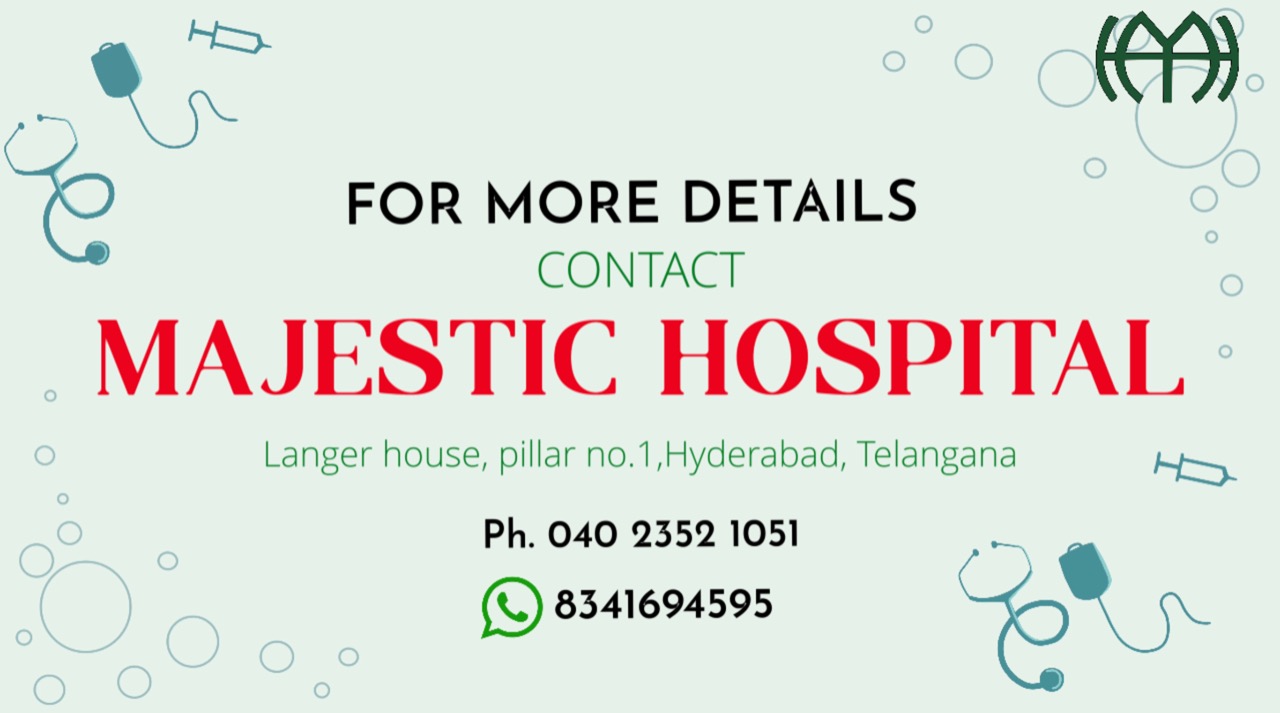 FOR MORE DETAILS
CONTACT
MAJESTIC HOSPITAL
Langer house, pillar no.1,Hyderabad, Telangana
Ph. 040 2352 1051
8341694595